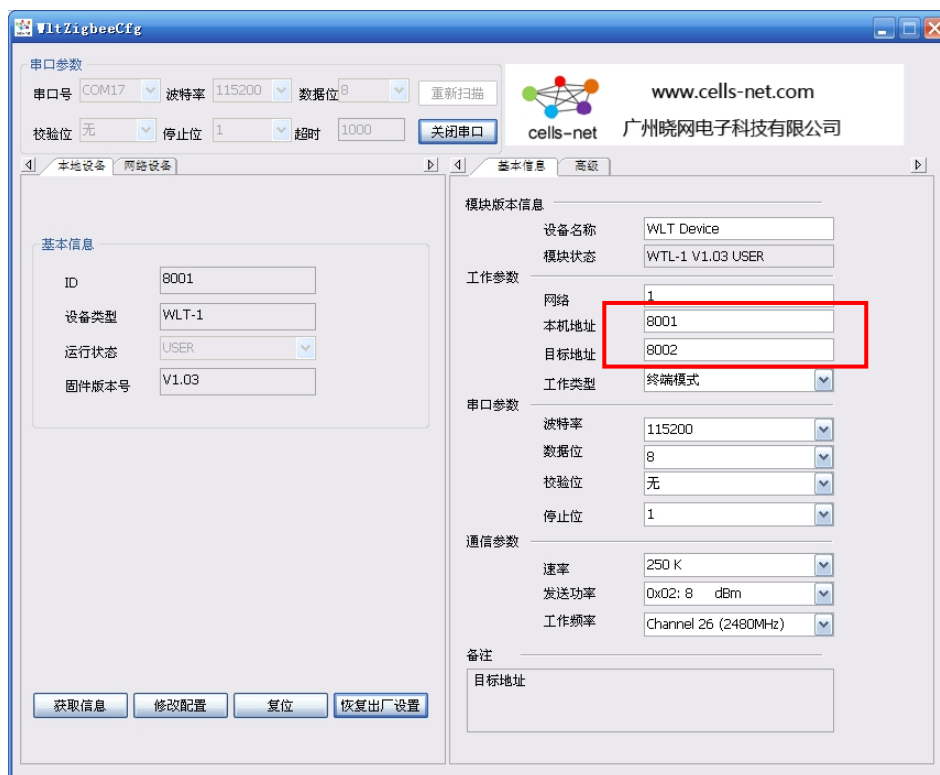 WltZigbeeCfg
串口参数
串口号 COM17 波特率 115200 数据位 8 重新扫描
校验位 无 停止位 1 超时 1000 关闭串口
cells-net
www.cells-net.com
广州晓网电子科技有限公司
本地设备 网络设备
基本信息
ID 8001
设备类型 WLT-1
运行状态 USER
固件版本号 V1.03
获取信息 修改配置 复位 恢复出厂设置
基本信息 高级
模块版本信息
设备名称 WLT Device
模块状态 WTL-1 V1.03 USER
工作参数
网络 1
本机地址 8001
目标地址 8002
工作类型 终端模式
串口参数
波特率 115200
数据位 8
校验位 无
停止位 1
通信参数
速率 250 K
发送功率 0x02: 8 dBm
工作频率 Channel 26 (2480MHz)
备注
目标地址